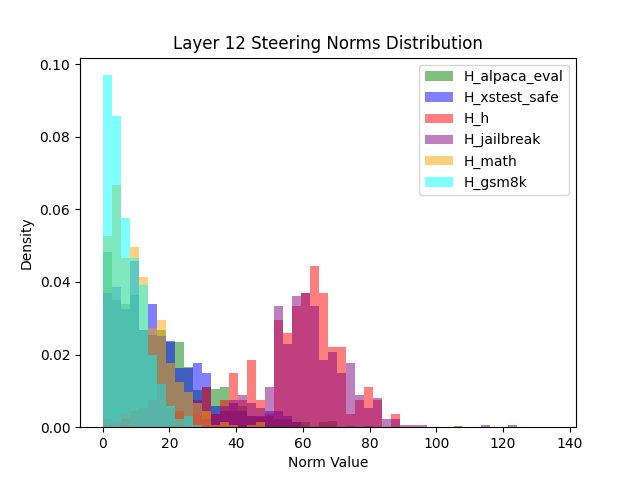 Layer 12 Steering Norms Distribution
H_alpaca_eval
H_xstest_safe
H_h
H_jailbreak
H_math
H_gsm8k
Density
0.10
0.08
0.06
0.04
0.02
0.00
0 20 40 60 80 100 120 140
Norm Value